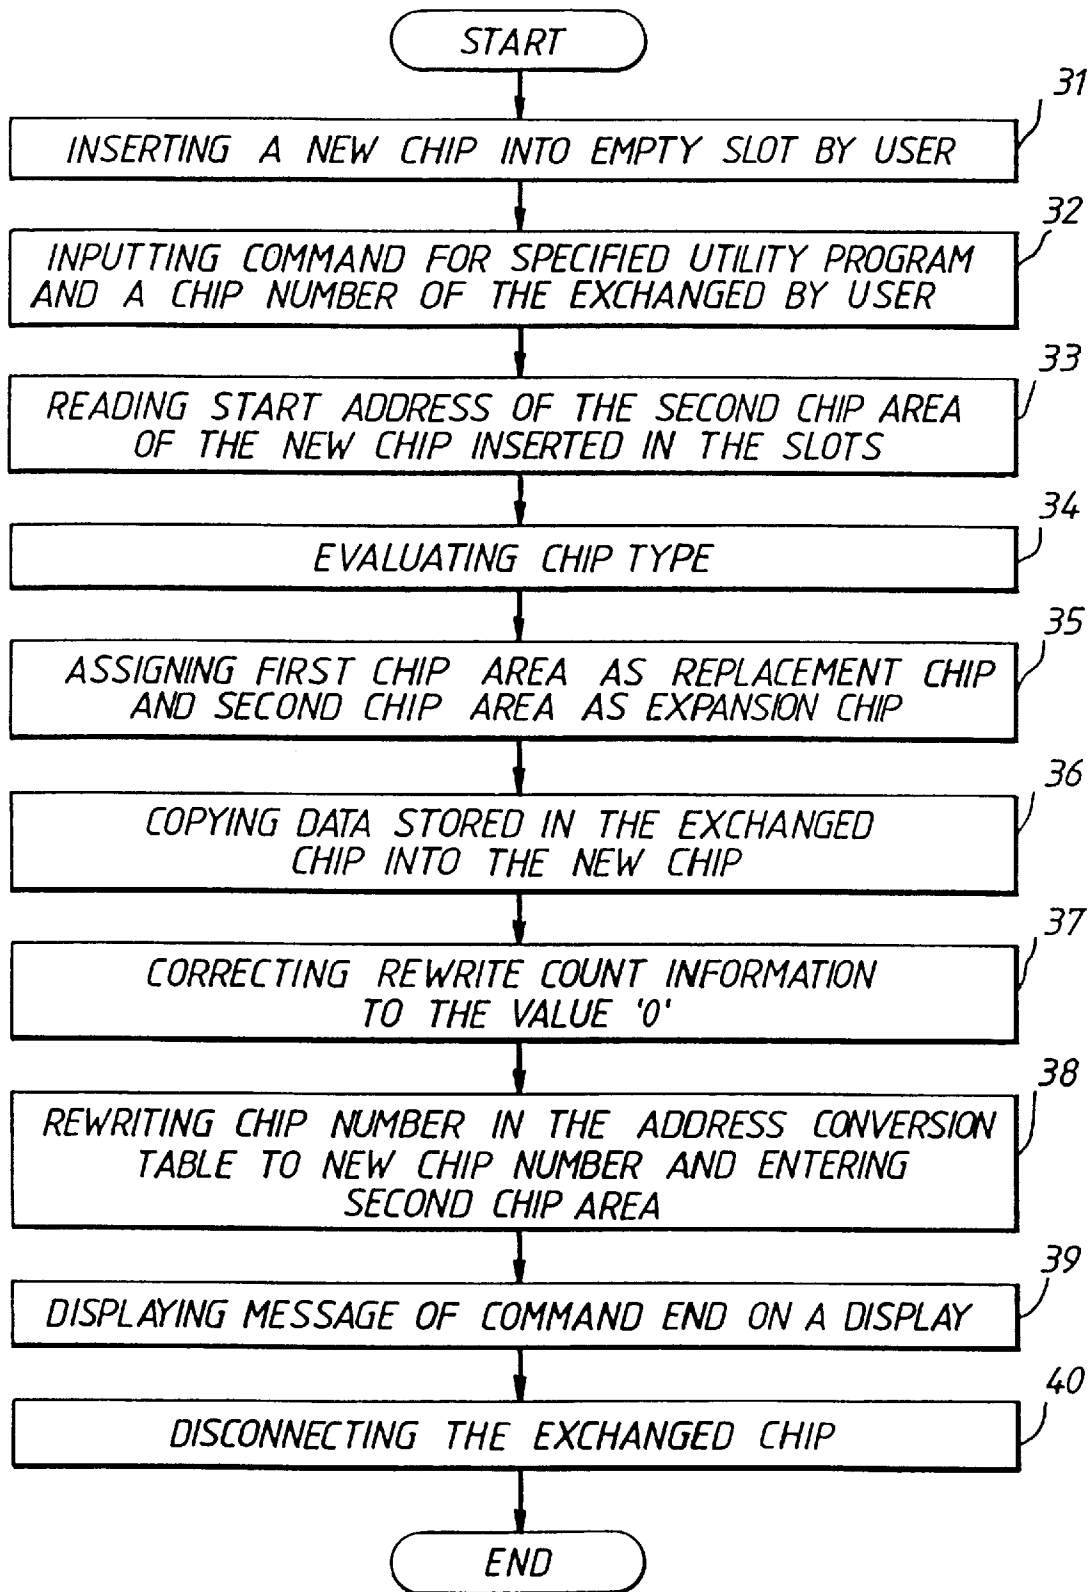 START
31
INSERTING A NEW CHIP INTO EMPTY SLOT BY USER
32
INPUTTING COMMAND FOR SPECIFIED UTILITY PROGRAM
AND A CHIP NUMBER OF THE EXCHANGED BY USER
33
READING START ADDRESS OF THE SECOND CHIP AREA
OF THE NEW CHIP INSERTED IN THE SLOTS
34
EVALUATING CHIP TYPE
35
ASSIGNING FIRST CHIP AREA AS REPLACEMENT CHIP
AND SECOND CHIP AREA AS EXPANSION CHIP
36
COPYING DATA STORED IN THE EXCHANGED
CHIP INTO THE NEW CHIP
37
CORRECTING REWRITE COUNT INFORMATION
TO THE VALUE '0'
38
REWRITING CHIP NUMBER IN THE ADDRESS CONVERSION
TABLE TO NEW CHIP NUMBER AND ENTERING
SECOND CHIP AREA
39
DISPLAYING MESSAGE OF COMMAND END ON A DISPLAY
40
DISCONNECTING THE EXCHANGED CHIP
END